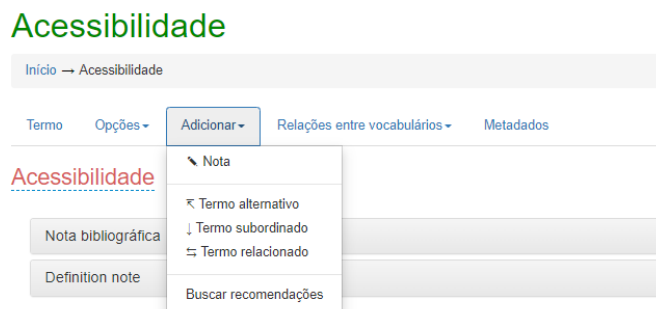 Acessibilidade
Início → Acessibilidade
Termo Opções Adicionar Relações entre vocabulários Metadados
Nota
Acessibilidade
Termo alternativo
Termo subordinado
Nota bibliográfica
Termo relacionado
Definition note
Buscar recomendações